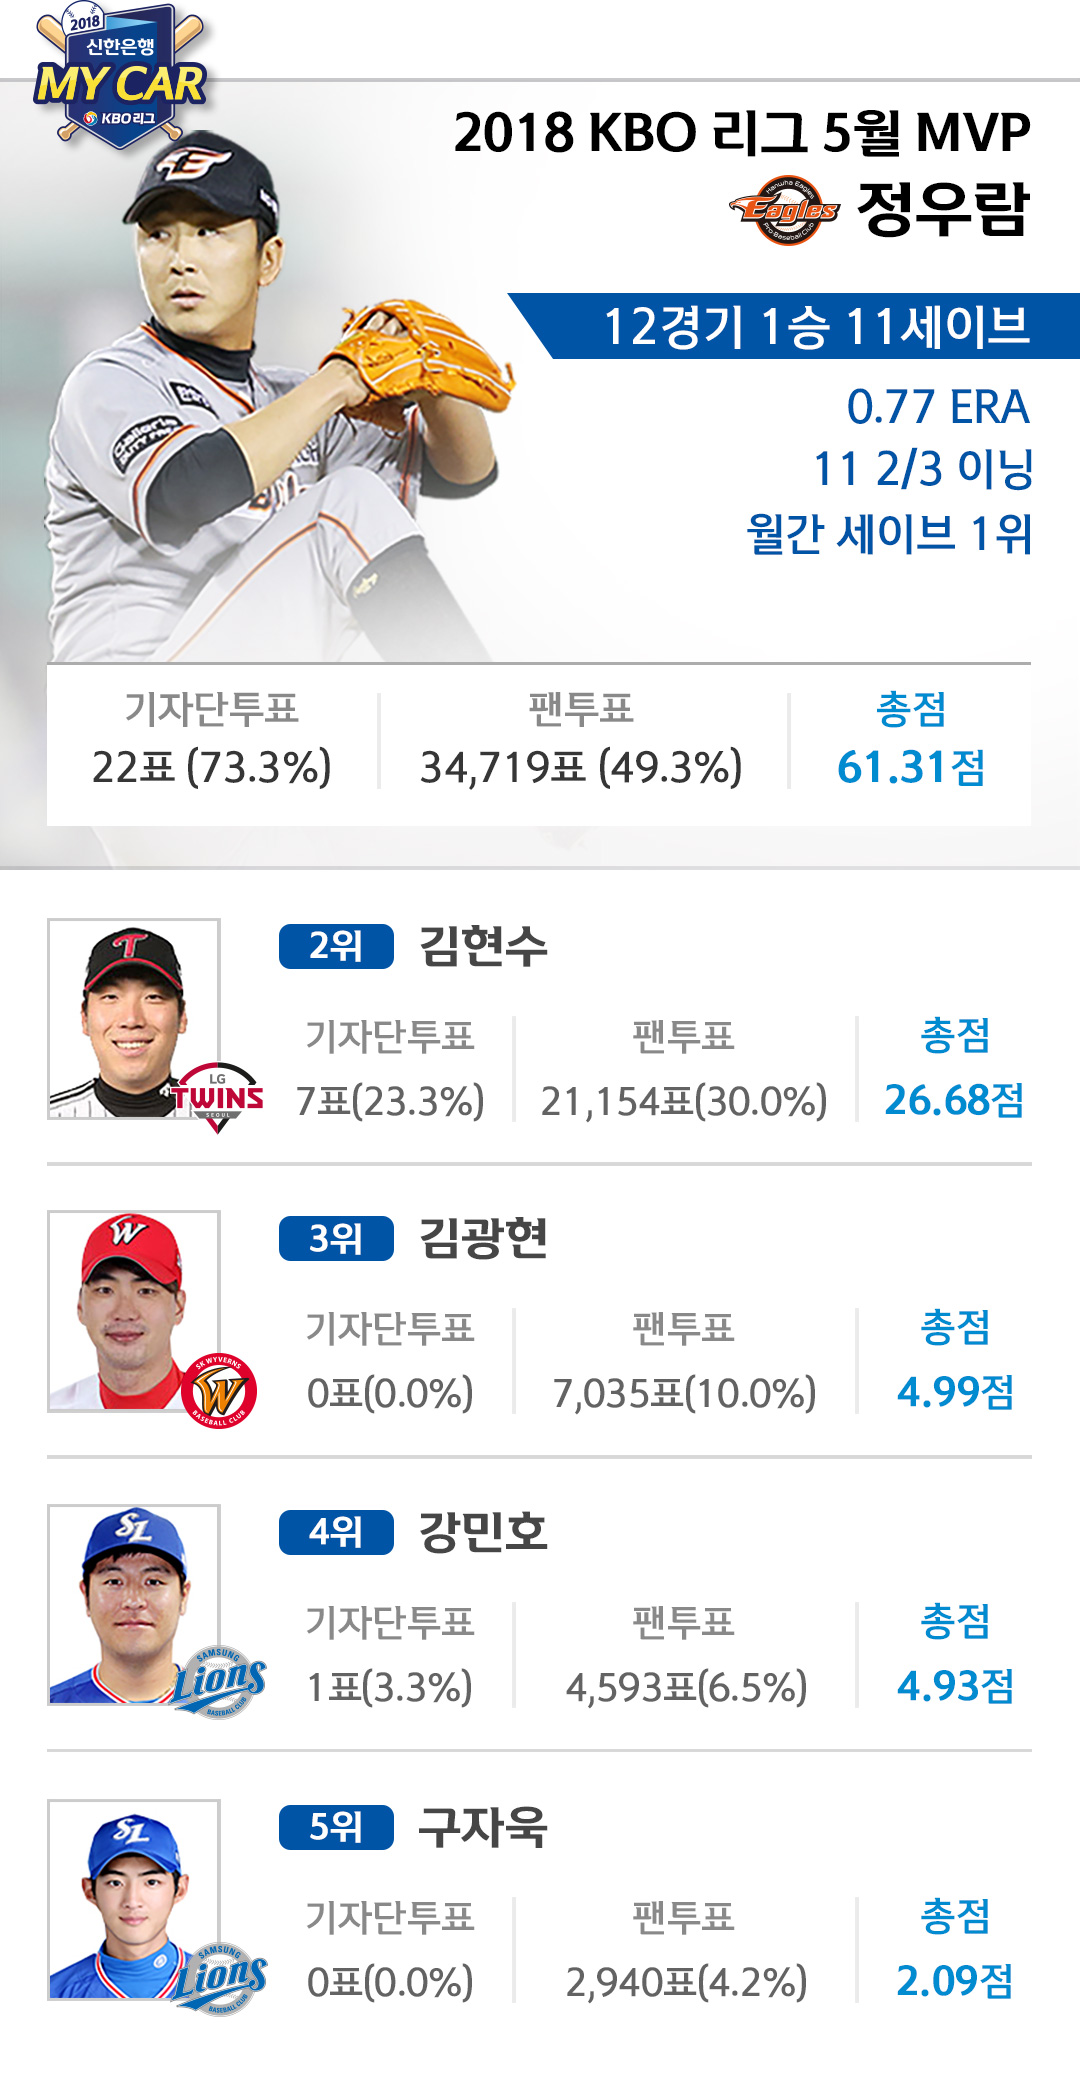 2018
신한은행
MY CAR
KBO 리그
2018 KBO 리그 5월 MVP
Hanwha Eagles
Eagles
Pro Baseball Club
정우람
12경기 1승 11세이브
0.77 ERA
11 2/3 이닝
월간 세이브 1위
기자단투표 팬투표 총점
22표 (73.3%) 34,719표 (49.3%) 61.31점
2위 김현수
기자단투표 팬투표 총점
7표(23.3%) 21,154표(30.0%) 26.68점
T
LG
TWINS
SEOUL
3위 김광현
기자단투표 팬투표 총점
0표(0.0%) 7,035표(10.0%) 4.99점
W
SK WYVERNS
W
BASEBALL CLUB
4위 강민호
기자단투표 팬투표 총점
1표(3.3%) 4,593표(6.5%) 4.93점
SL
SAMSUNG
Lions
BASEBALL CLUB
5위 구자욱
기자단투표 팬투표 총점
0표(0.0%) 2,940표(4.2%) 2.09점
SL
SAMSUNG
Lions
BASEBALL CLUB